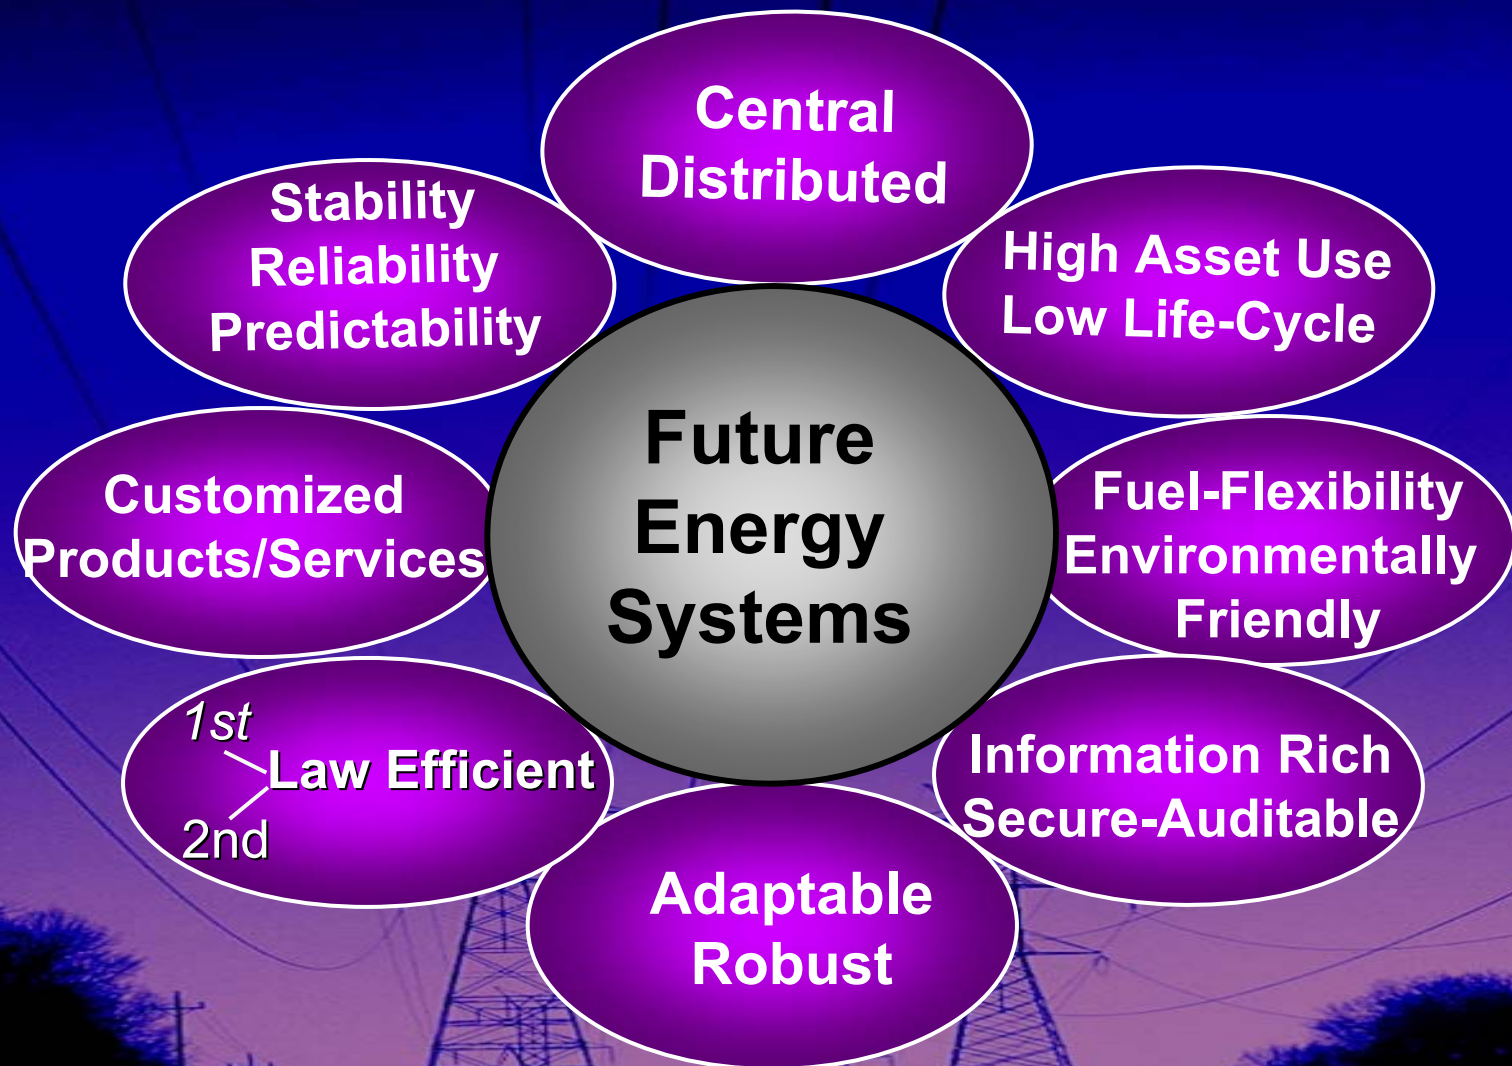 Central
Distributed
High Asset Use
Low Life-Cycle
Fuel-Flexibility
Environmentally
Friendly
Information Rich
Secure-Auditable
Adaptable
Robust
1st
Law Efficient
2nd
Customized
Products/Services
Stability
Reliability
Predictability
Future
Energy
Systems